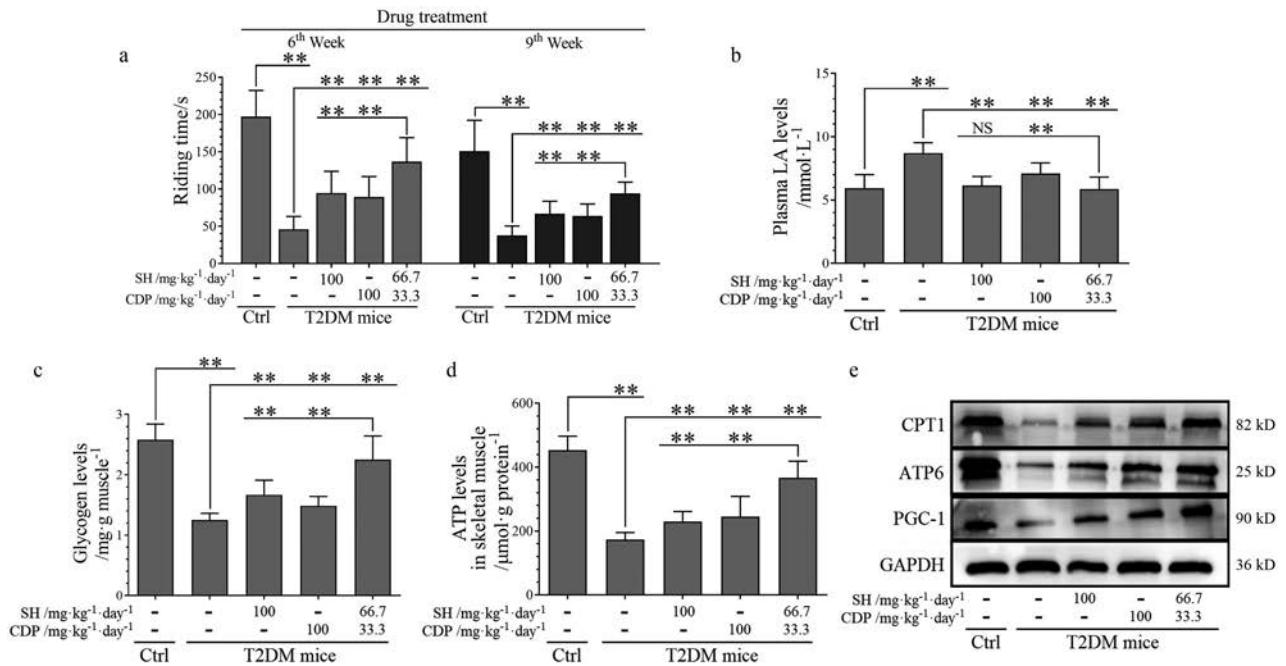 Drug treatment
6th Week
9th Week
a
** ** ** ** ** **
** ** ** ** ** **
Riding time/s
250
200
150
100
50
0
SH /mg·kg⁻¹·day⁻¹ - - 100 66.7 - - 100 66.7
CDP /mg·kg⁻¹·day⁻¹ - - 100 33.3 - - 100 33.3
Ctrl T2DM mice Ctrl T2DM mice
b
**
** ** **
NS **
Plasma LA levels
/mmol·L⁻¹
15
10
5
0
SH /mg·kg⁻¹·day⁻¹ - - 100 66.7
CDP /mg·kg⁻¹·day⁻¹ - - 100 33.3
Ctrl T2DM mice
c
**
** ** **
** **
Glycogen levels
/mg·g muscle⁻¹
3
2
1
0
SH /mg·kg⁻¹·day⁻¹ - - 100 66.7
CDP /mg·kg⁻¹·day⁻¹ - - 100 33.3
Ctrl T2DM mice
d
**
** ** **
** **
ATP levels
in skeletal muscle
/μmol·g protein⁻¹
600
400
200
0
SH /mg·kg⁻¹·day⁻¹ - - 100 66.7
CDP /mg·kg⁻¹·day⁻¹ - - 100 33.3
Ctrl T2DM mice
e
CPT1 82 kD
ATP6 25 kD
PGC-1 90 kD
GAPDH 36 kD
SH /mg·kg⁻¹·day⁻¹ - - 100 66.7
CDP /mg·kg⁻¹·day⁻¹ - - 100 33.3
Ctrl T2DM mice